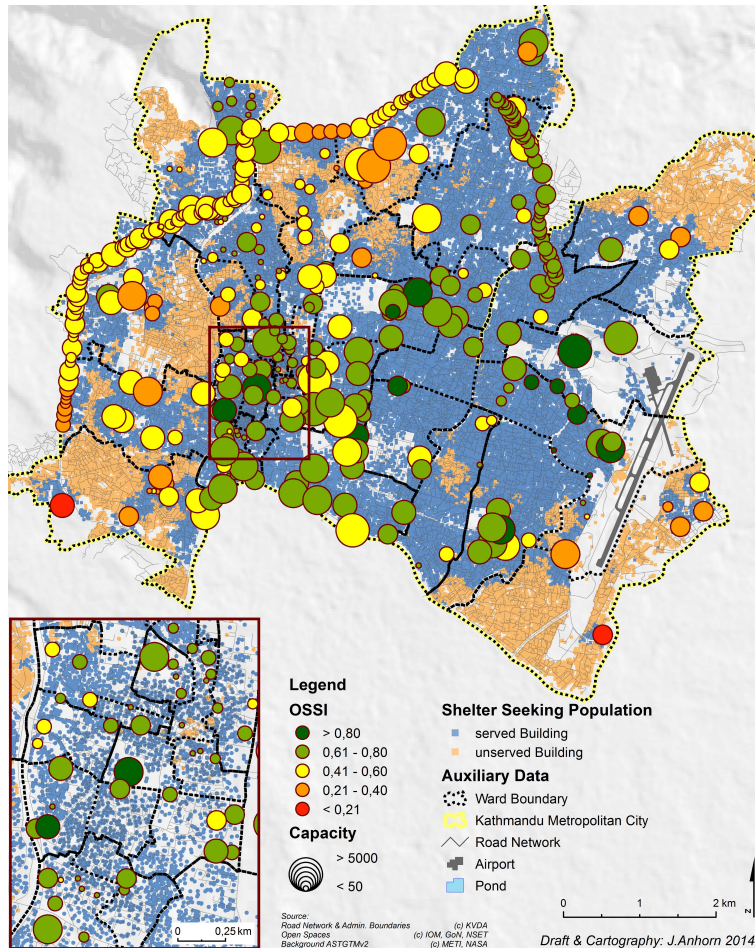 Legend
OSSI
> 0,80
0,61 - 0,80
0,41 - 0,60
0,21 - 0,40
< 0,21
Capacity
> 5000
< 50
Shelter Seeking Population
served Building
unserved Building
Auxiliary Data
Ward Boundary
Kathmandu Metropolitan City
Road Network
Airport
Pond
0 0,25 km
0 1 2 km
N
Source:
Road Network & Admin. Boundaries (c) KVDA
Open Spaces (c) IOM, GoN, NSET
Background ASTGTMv2 (c) METI, NASA
Draft & Cartography: J.Anhorn